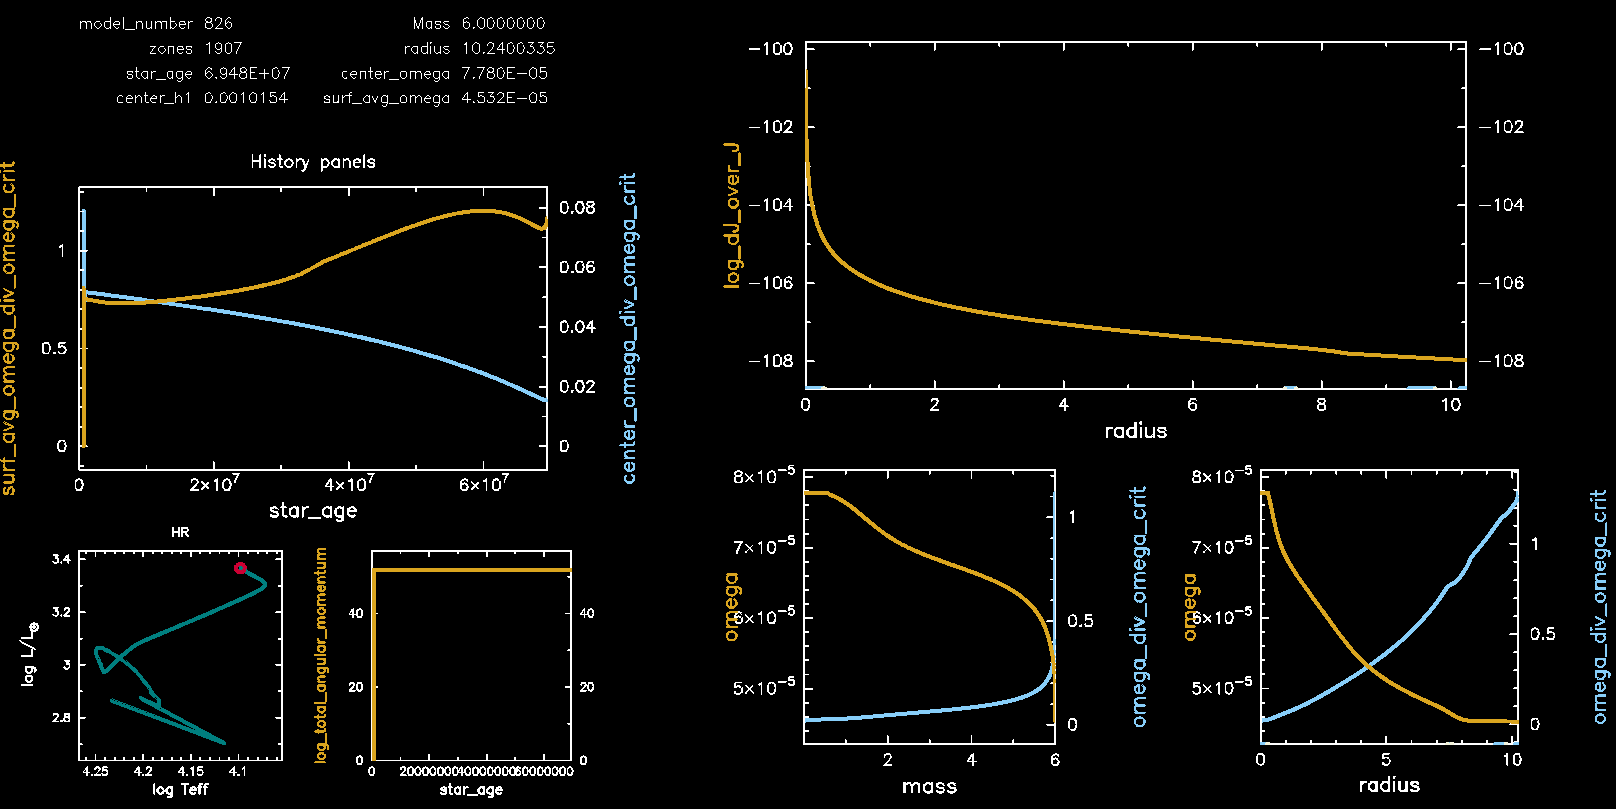 model_number 826
zones 1907
star_age 6.948E+07
center_h1 0.0010154
Mass 6.0000000
radius 10.2400335
center_omega 7.780E−05
surf_avg_omega 4.532E−05
History panels
surf_avg_omega_div_omega_crit
1
0.5
0
0.08
0.06
0.04
0.02
0
center_omega_div_omega_crit
0
2×10⁷
4×10⁷
6×10⁷
star_age
log_dJ_over_J
−100
−102
−104
−106
−108
−100
−102
−104
−106
−108
0
2
4
6
8
10
radius
HR
log L/L⊙
3.4
3.2
3
2.8
4.25
4.2
4.15
4.1
log Teff
log_total_angular_momentum
40
20
0
40
20
0
0
20000000
40000000
60000000
star_age
omega
8×10⁻⁵
7×10⁻⁵
6×10⁻⁵
5×10⁻⁵
1
0.5
0
omega_div_omega_crit
2
4
6
mass
omega
8×10⁻⁵
7×10⁻⁵
6×10⁻⁵
5×10⁻⁵
1
0.5
0
omega_div_omega_crit
0
5
10
radius